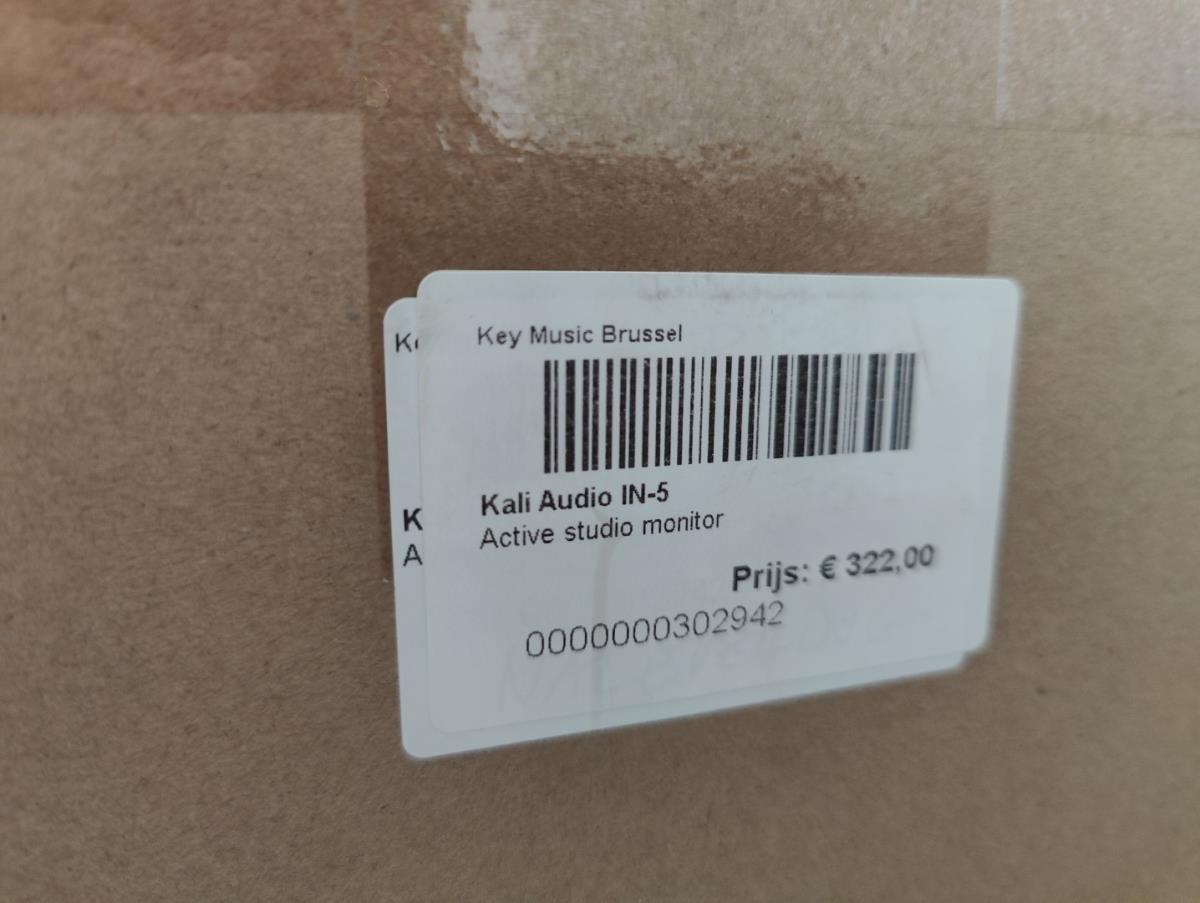 Key Music Brussel
Kali Audio IN-5
Active studio monitor
Prijs: € 322,00
0000000302942
K
K
A